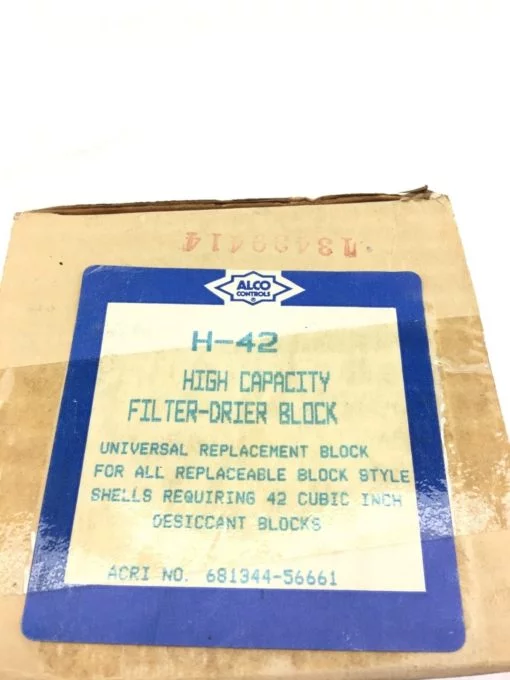 13499414
ALCO
CONTROLS
®
H-42
HIGH CAPACITY
FILTER-DRIER BLOCK
UNIVERSAL REPLACEMENT BLOCK
FOR ALL REPLACEABLE BLOCK STYLE
SHELLS REQUIRING 42 CUBIC INCH
DESICCANT BLOCKS
ACRI NO. 681344-56661